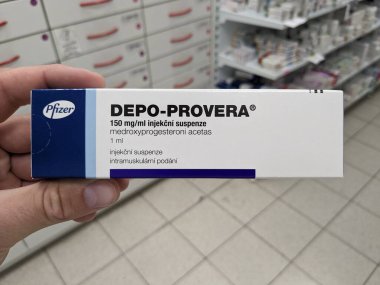 Pfizer
DEPO-PROVERA®
150 mg/ml injekční suspenze
medroxyprogesteroni acetas
1 ml
injekční suspenze
intramuskulární podání